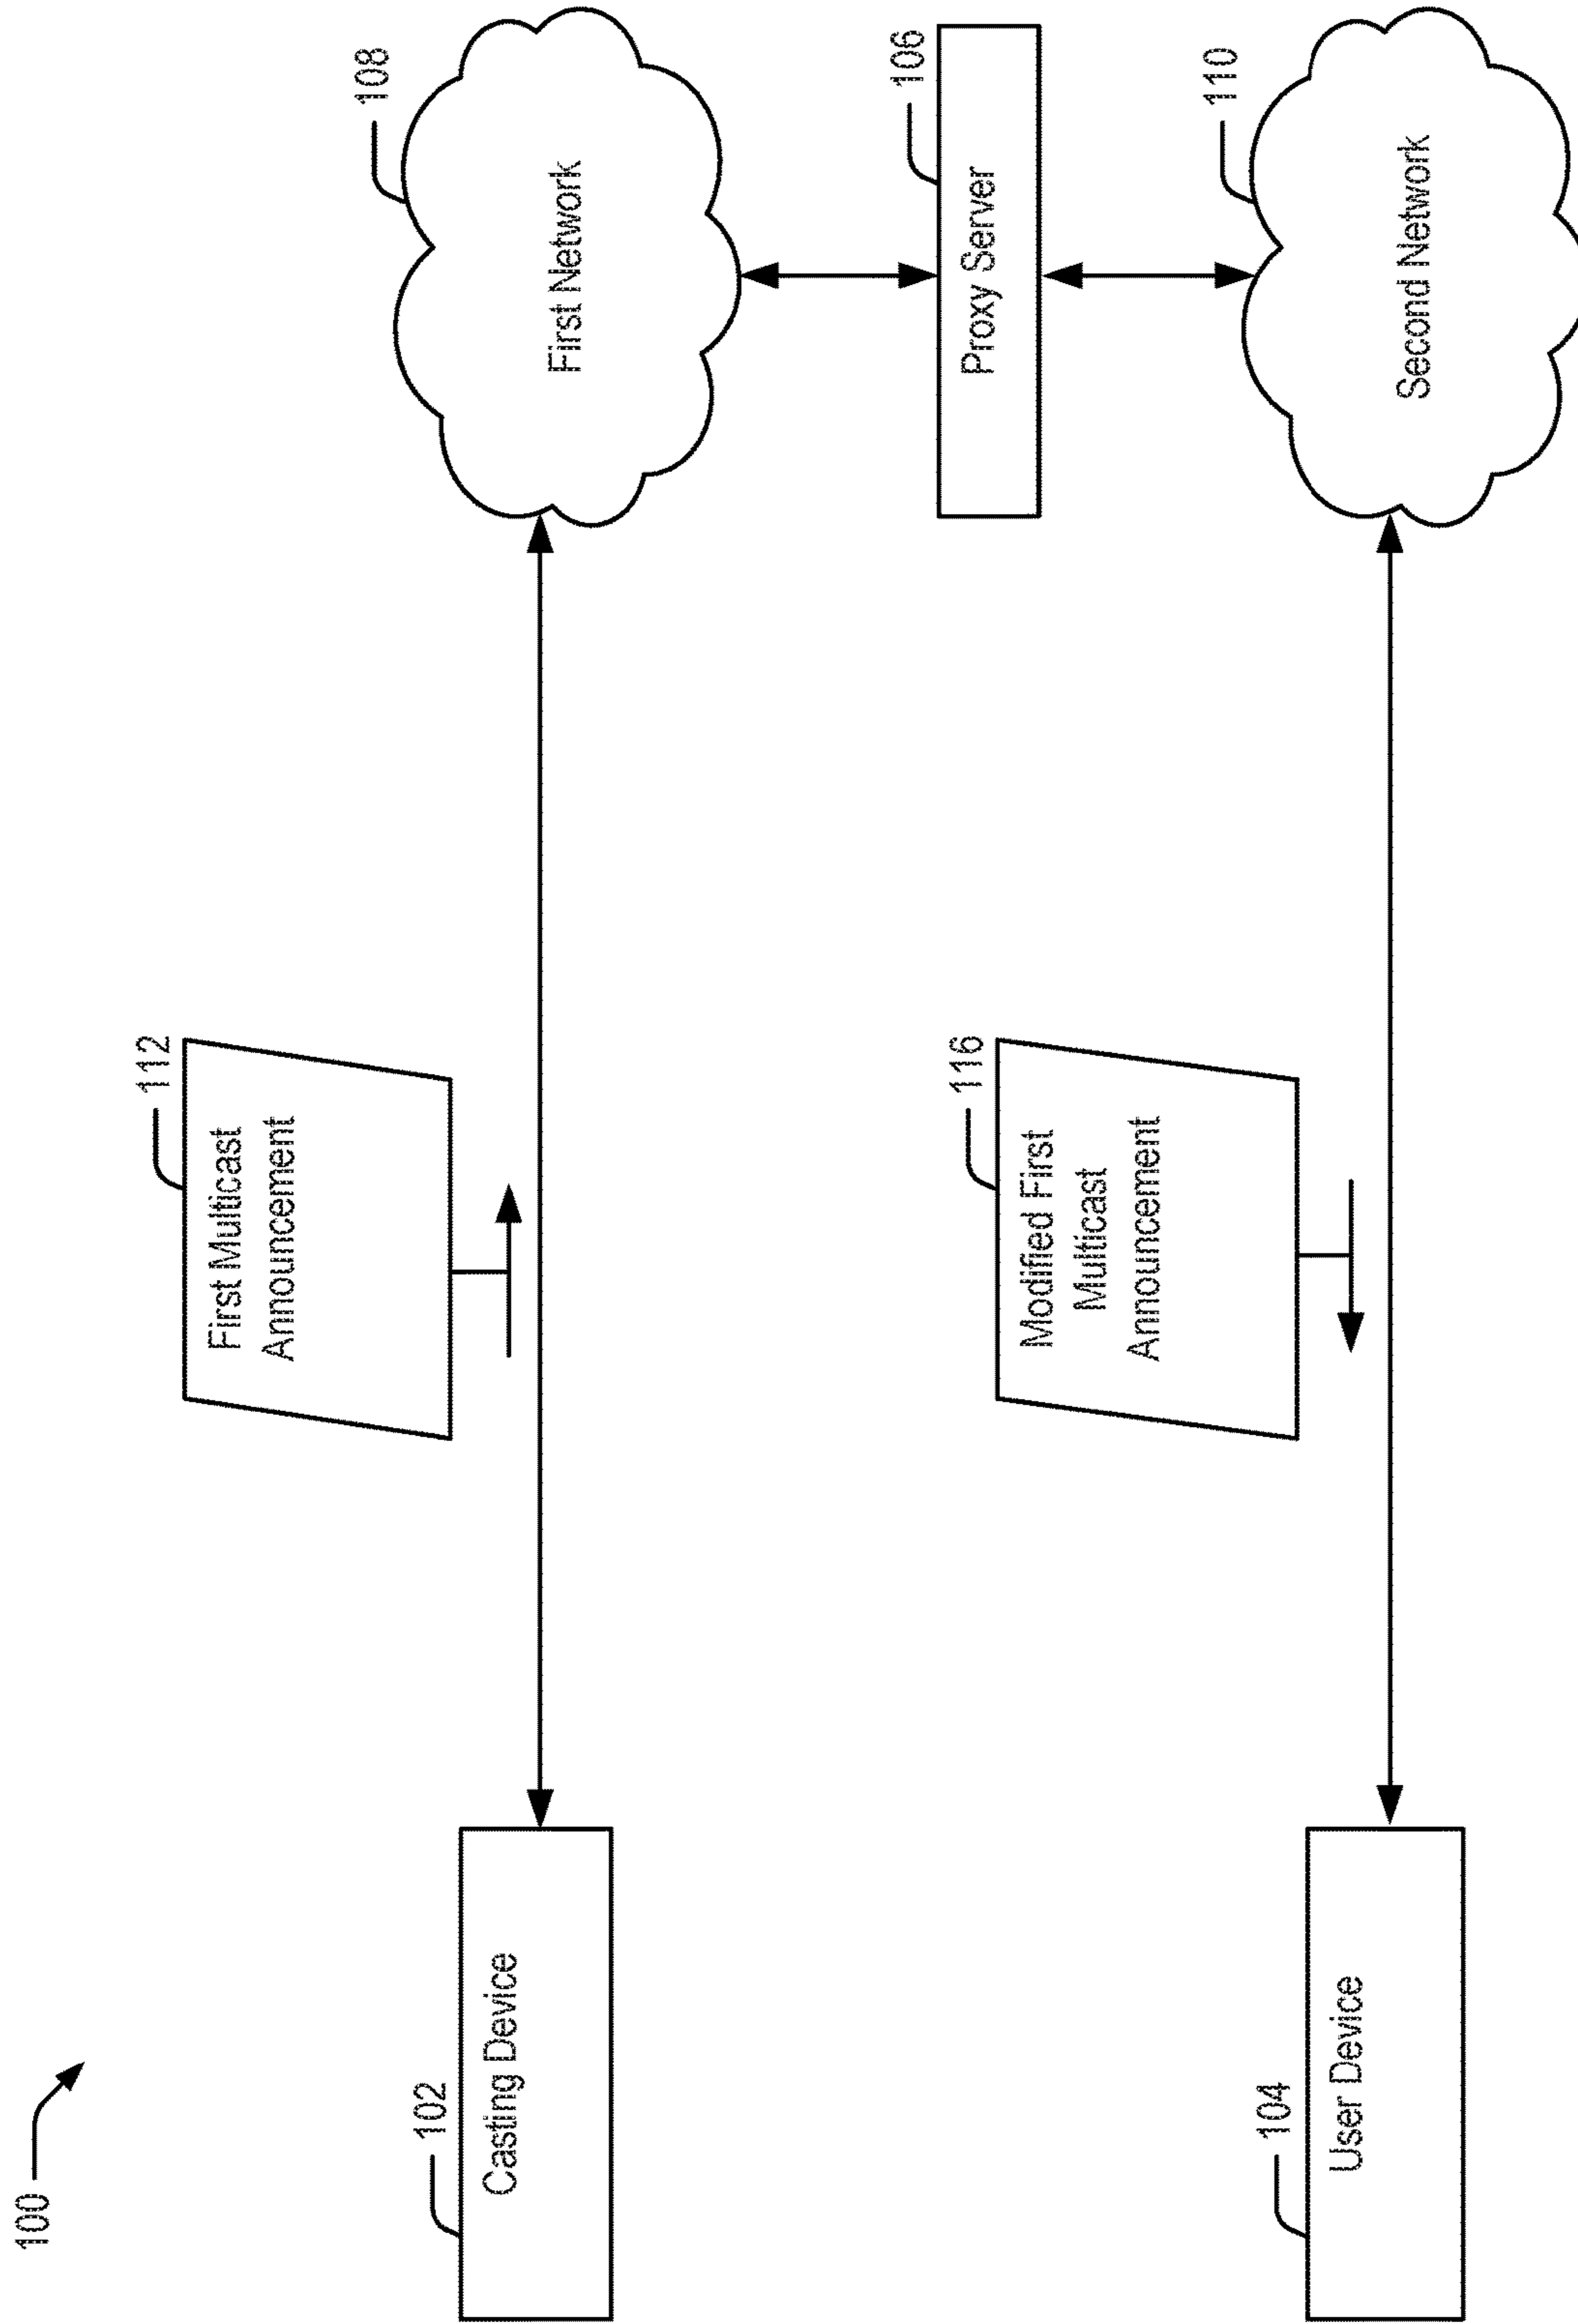 100
112
First Multicast
Announcement
108
First Network
102
Casting Device
106
Proxy Server
116
Modified First
Multicast
Announcement
110
Second Network
104
User Device